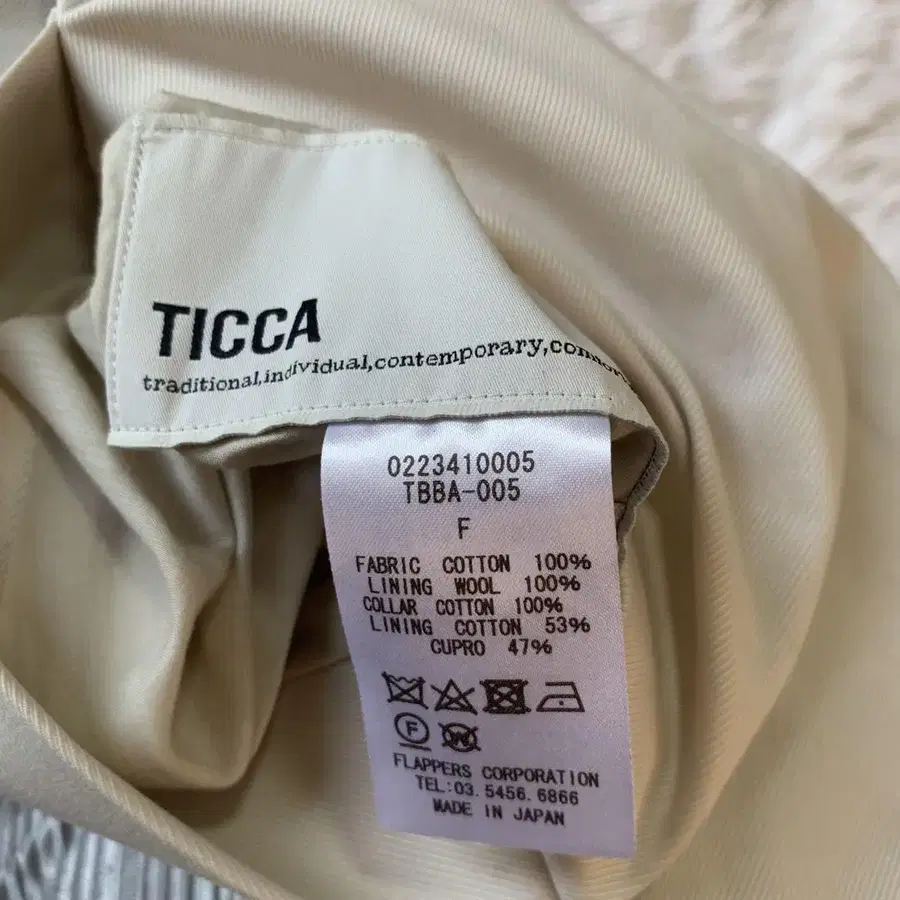 TICCA
traditional,individual,contemporary,comfort
0223410005
TBBA-005
F
FABRIC COTTON 100%
LINING WOOL 100%
COLLAR COTTON 100%
LINING COTTON 53%
CUPRO 47%
F
W
FLAPPERS CORPORATION
TEL:03.5456.6866
MADE IN JAPAN